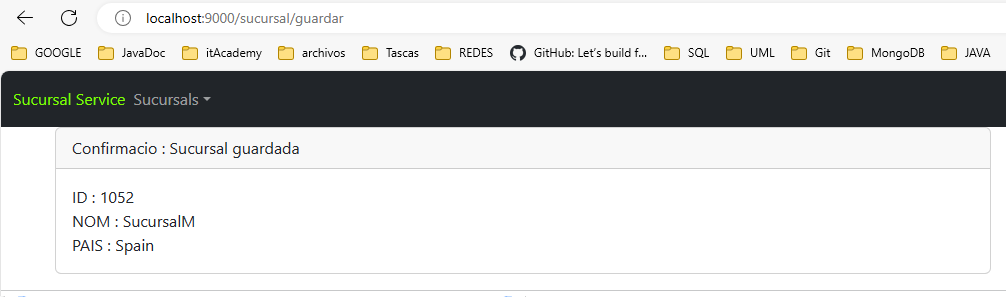 localhost:9000/sucursal/guardar
GOOGLE JavaDoc itAcademy archivos Tascas REDES GitHub: Let's build f... SQL UML Git MongoDB JAVA
Sucursal Service Sucursals
Confirmacio : Sucursal guardada
ID : 1052
NOM : SucursalM
PAIS : Spain